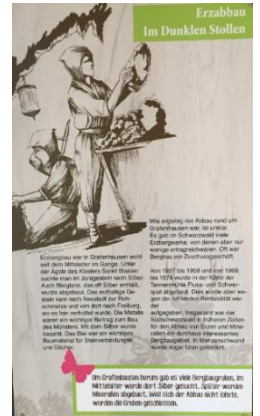 Erzabbau
Im Dunklen Stollen
Erzbergbau war in Grafenhausen wohl
seit dem Mittelalter im Gange. Unter
der Ägide des Klosters Sankt Blasien
suchte man im Jungestein nach Silber.
Auch Bleiglanz, das oft Silber enthält,
wurde abgebaut. Das erzhaltige Ge-
stein kam nach Neustadt zur Roh-
schmelze und von dort nach Freiburg,
wo es fein verhüttet wurde. Die Metalle
waren ein wichtiger Beitrag zum Bau
des Münsters. Mit dem Silber wurde
bezahlt. Das Blei war ein wichtiges
Baumaterial für Steinverbindungen
und Dächer.
Wie ergiebig der Abbau rund um
Grafenhausen war, ist unklar.
Es gab im Schwarzwald viele
Erzbergwerke, von denen aber nur
wenige ertragreich waren. Oft war
Bergbau ein Zuschussgeschäft.
Von 1957 bis 1958 und von 1969
bis 1974 wurde in der Nähe der
Tannenmühle Fluss- und Schwer-
spat abgebaut. Dies wurde aber we-
gen der fehlenden Rentabilität wie-
der
aufgegeben. Insgesamt war der
Südschwarzwald in früheren Zeiten
für den Abbau von Erzen und Mine-
ralien ein durchaus interessantes
Bergbaugebiet. In Menzenschwand
wurde sogar Uran gefördert.
Um Grafenhausen herum gab es viele Bergbaugruben. Im
Mittelalter wurde dort Silber gesucht. Später wurden
Mineralien abgebaut. Weil sich der Abbau nicht lohnte,
wurden die Gruben geschlossen.